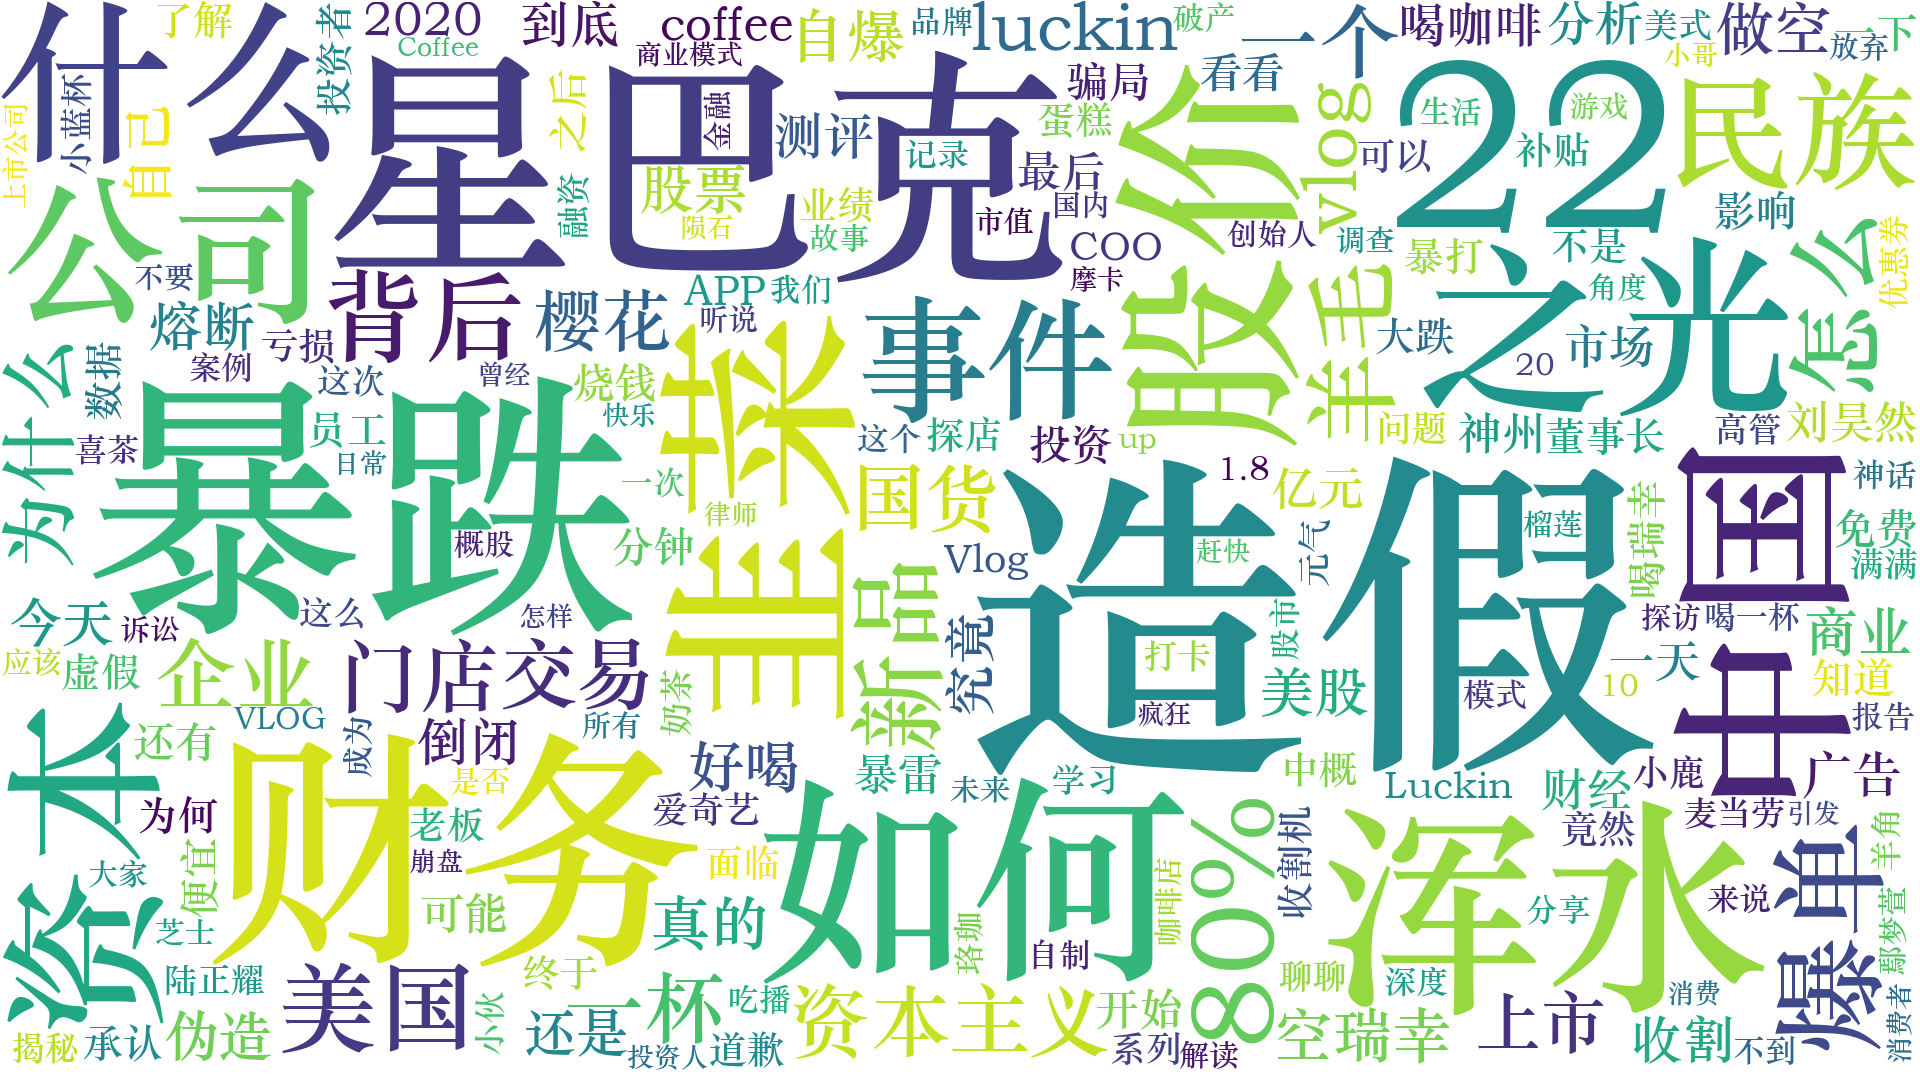 什么
了解
投资者
2020
Coffee
到底
商业模式
coffee
自爆
品牌
luckin
破产
一个
喝咖啡
分析
美式
小哥
做空
一下
放弃
上市公司
小蓝杯
自己
星巴克
之后
金融
骗局
蛋糕
测评
记录
最后
看看
vlog
22
生活
游戏
可以
补贴
民族
公司
融资
股票
陨石
业绩
故事
市值
国内
COO
摩卡
股价
创始人
调查
暴打
不是
角度
影响
怎么
优惠券
不要
熔断
案例
亏损
背后
樱花
APP
我们
听说
事件
羊毛
大跌
之光
20
市场
为什么
数据
喜茶
这次
员工
日常
曾经
烧钱
快乐
韭菜
这个
探店
投资
up
问题
神州
董事长
高管
刘昊然
暴跌
概股
一次
律师
分钟
国货
1.8
亿元
喝瑞幸
榴莲
中国
神话
免费
满满
今天
诉讼
这么
怎样
Vlog
造假
赶快
元气
探访
喝一杯
商业
应该
虚假
企业
门店
交易
新品
究竟
打卡
股市
美股
模式
一天
10
知道
报告
资本
还有
VLOG
成为
倒闭
所有
奶茶
好喝
暴雷
未来
学习
疯狂
中概
Luckin
财经
小鹿
广告
为何
财务
是否
老板
崩盘
爱奇艺
面临
如何
80%
收割机
竟然
麦当劳
引发
爆单
羊角
浑水
大家
便宜
芝士
可能
真的
珞珈
咖啡店
自制
分享
来说
鄢梦萱
陆正耀
揭秘
承认
伪造
美国
小伙
终于
一杯
还是
吃播
投资人
道歉
资本主义
开始
系列
解读
聊聊
空瑞幸
深度
上市
消费
收割
不到
消费者